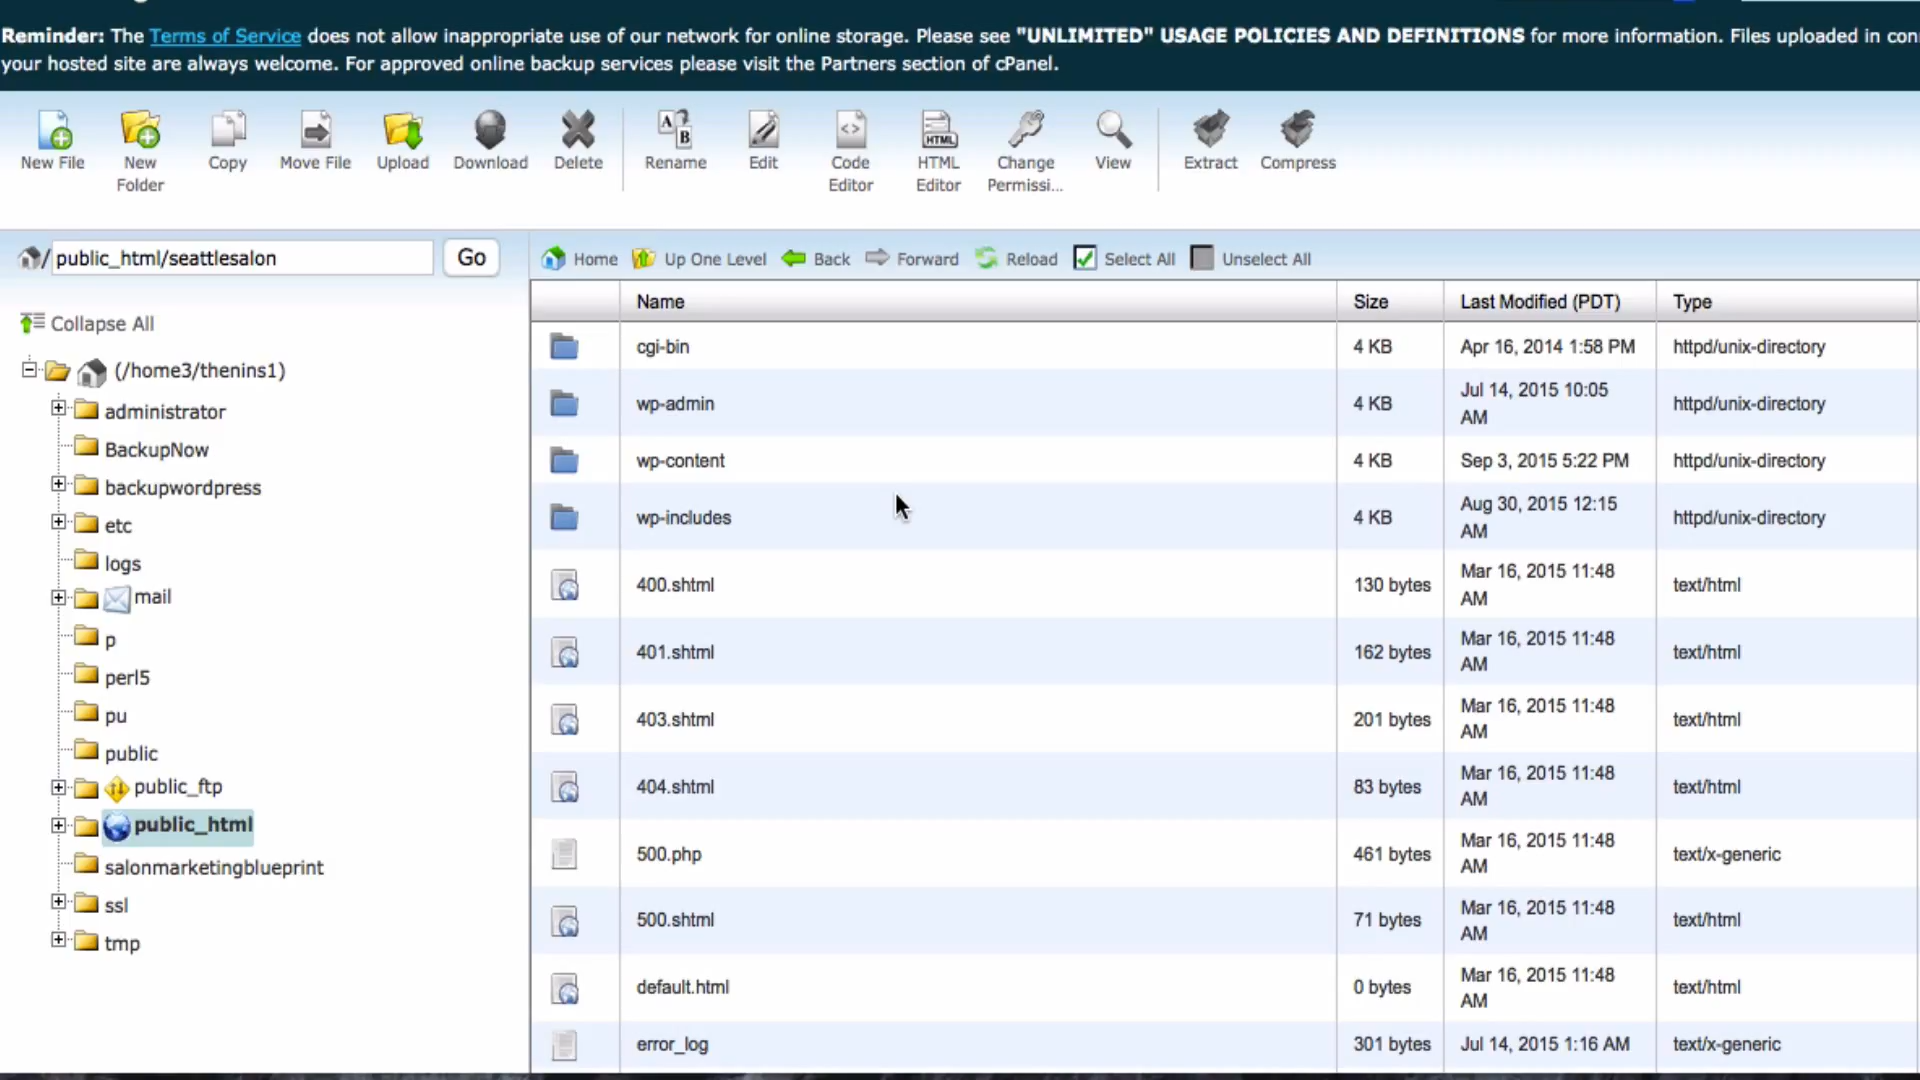 Reminder: The Terms of Service does not allow inappropriate use of our network for online storage. Please see "UNLIMITED" USAGE POLICIES AND DEFINITIONS for more information. Files uploaded in
your hosted site are always welcome. For approved online backup services please visit the Partners section of cPanel.
New File
New Folder
Copy
Move File
Upload
Download
Delete
Rename
Edit
Code Editor
HTML Editor
Change Permissi...
View
Extract
Compress
/ public_html/seattlesalon Go
Home Up One Level Back Forward Reload Select All Unselect All
Collapse All
(/home3/thenins1)
administrator
BackupNow
backupwordpress
etc
logs
mail
p
perl5
pu
public
public_ftp
public_html
salonmarketingblueprint
ssl
tmp
Name Size Last Modified (PDT) Type
cgi-bin 4 KB Apr 16, 2014 1:58 PM httpd/unix-directory
wp-admin 4 KB Jul 14, 2015 10:05 AM httpd/unix-directory
wp-content 4 KB Sep 3, 2015 5:22 PM httpd/unix-directory
wp-includes 4 KB Aug 30, 2015 12:15 AM httpd/unix-directory
400.shtml 130 bytes Mar 16, 2015 11:48 AM text/html
401.shtml 162 bytes Mar 16, 2015 11:48 AM text/html
403.shtml 201 bytes Mar 16, 2015 11:48 AM text/html
404.shtml 83 bytes Mar 16, 2015 11:48 AM text/html
500.php 461 bytes Mar 16, 2015 11:48 AM text/x-generic
500.shtml 71 bytes Mar 16, 2015 11:48 AM text/html
default.html 0 bytes Mar 16, 2015 11:48 AM text/html
error_log 301 bytes Jul 14, 2015 1:16 AM text/x-generic